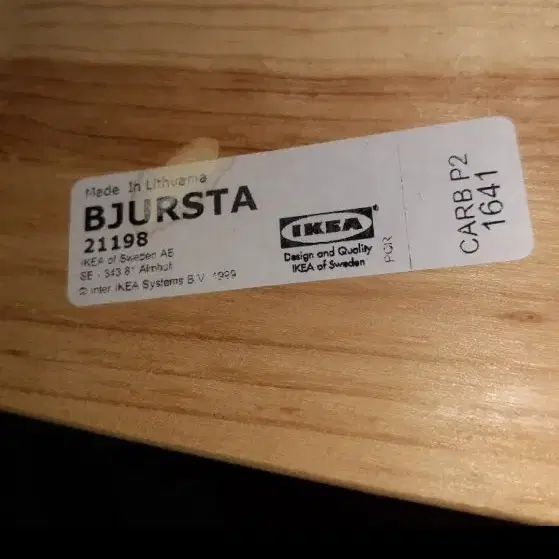 Made In Lithuania
BJURSTA
21198
IKEA of Sweden AB
SE - 343 81 Älmhult
© Inter IKEA Systems B.V. 1999
IKEA
Design and Quality
IKEA of Sweden
PGR
CARB P2
1641